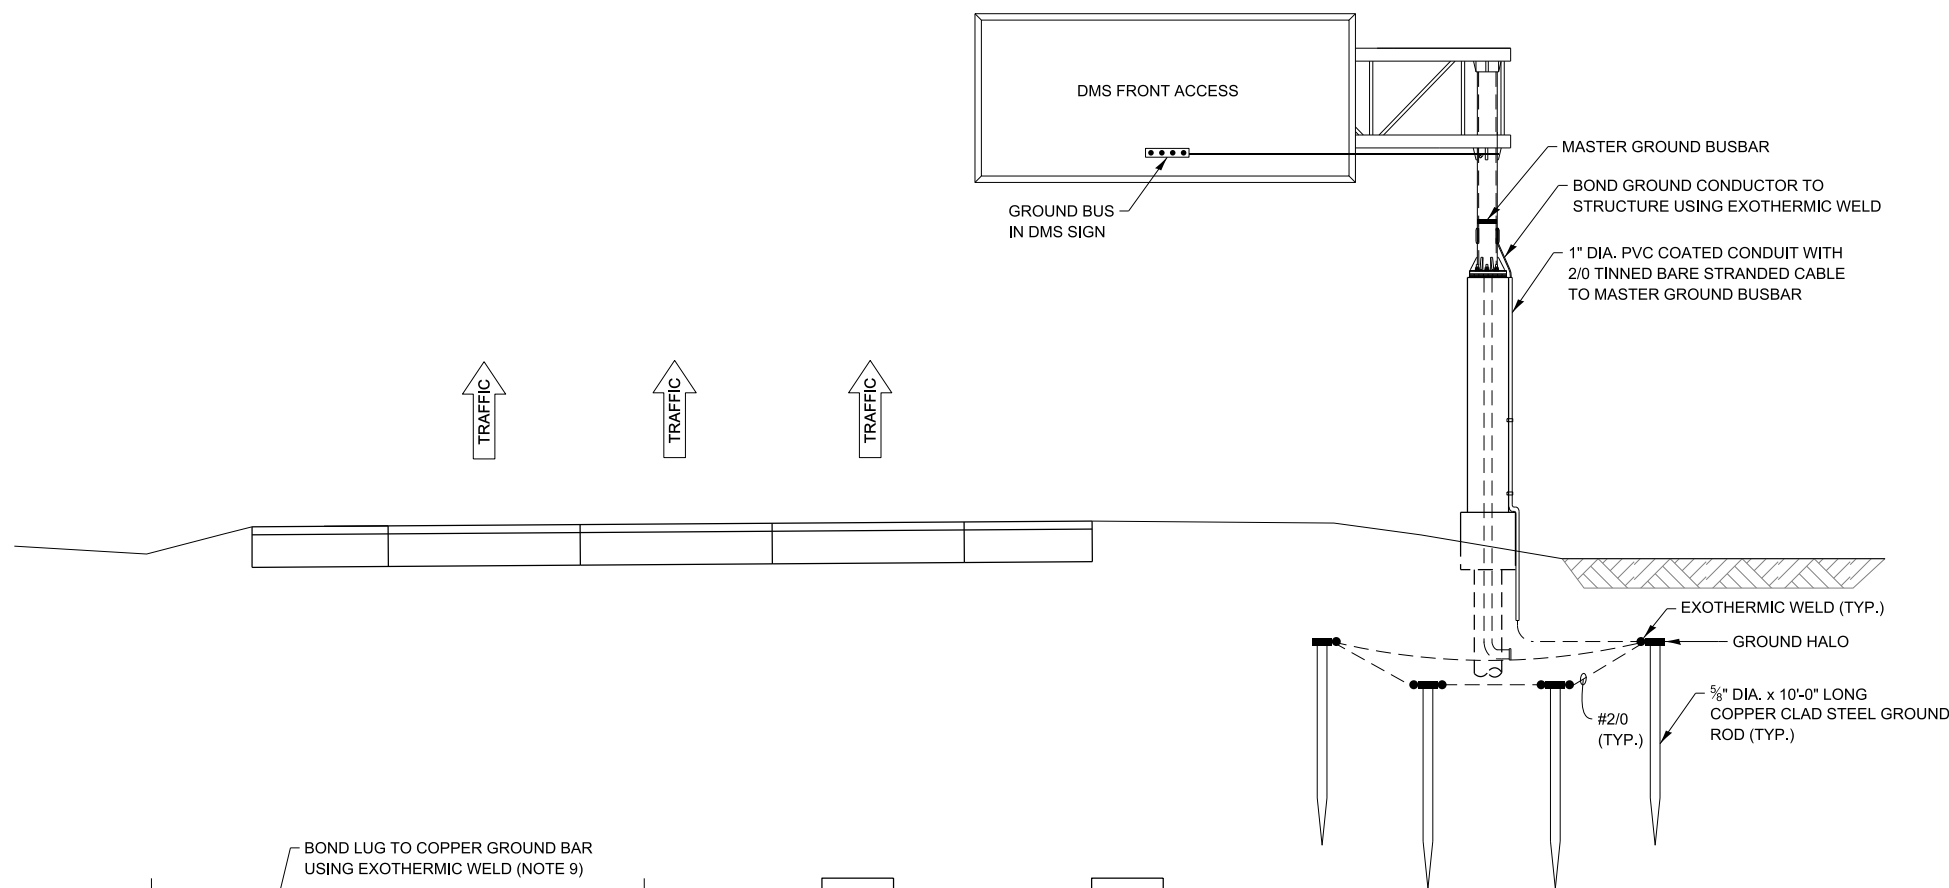 DMS FRONT ACCESS
MASTER GROUND BUSBAR
BOND GROUND CONDUCTOR TO
STRUCTURE USING EXOTHERMIC WELD
GROUND BUS
IN DMS SIGN
1" DIA. PVC COATED CONDUIT WITH
2/0 TINNED BARE STRANDED CABLE
TO MASTER GROUND BUSBAR
TRAFFIC
TRAFFIC
TRAFFIC
EXOTHERMIC WELD (TYP.)
GROUND HALO
⅝" DIA. x 10'-0" LONG
COPPER CLAD STEEL GROUND
ROD (TYP.)
#2/0
(TYP.)
BOND LUG TO COPPER GROUND BAR
USING EXOTHERMIC WELD (NOTE 9)